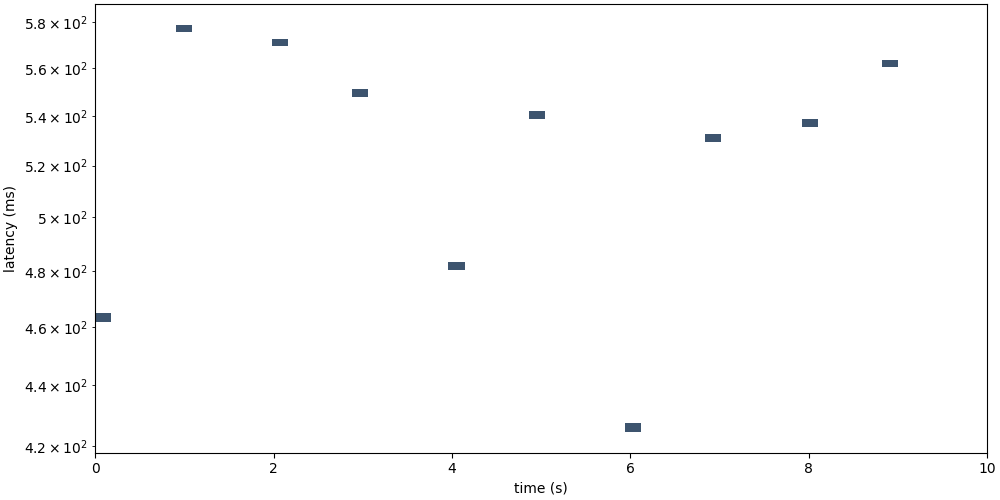 5.8 × 10²
5.6 × 10²
5.4 × 10²
5.2 × 10²
5 × 10²
4.8 × 10²
4.6 × 10²
4.4 × 10²
4.2 × 10²
latency (ms)
0 2 4 6 8 10
time (s)